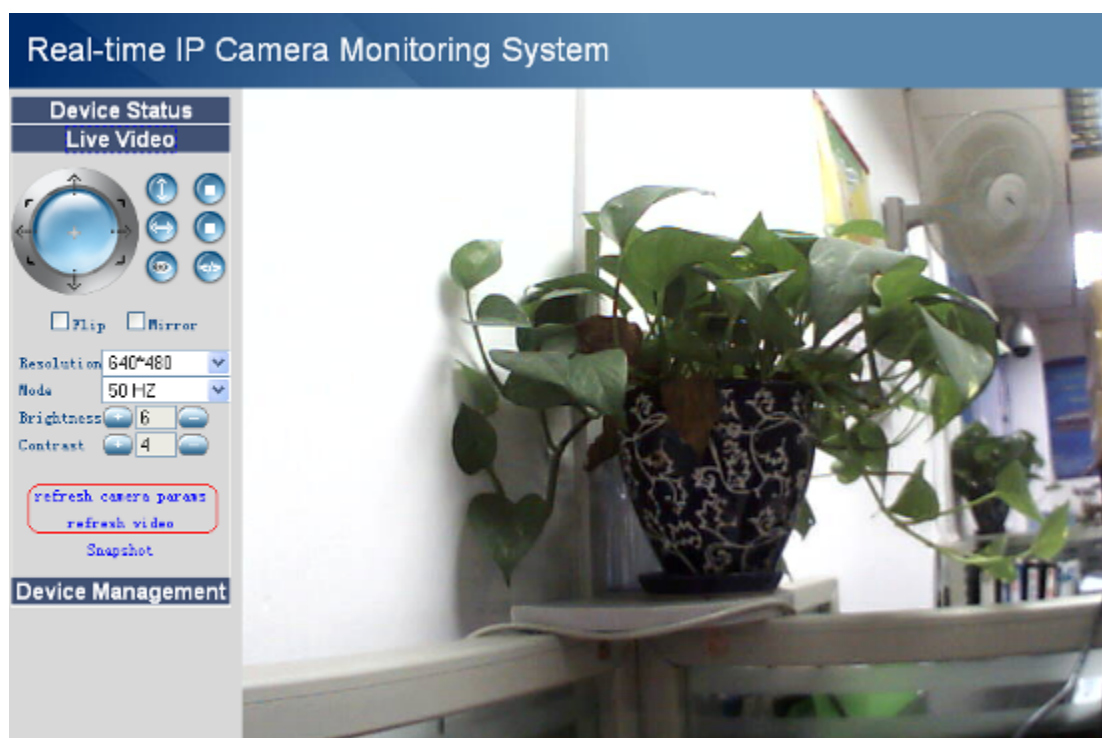 Real-time IP Camera Monitoring System
Device Status
Live Video
Flip Mirror
Resolution 640*480
Mode 50 HZ
Brightness + 6 −
Contrast + 4 −
refresh camera params
refresh video
Snapshot
Device Management